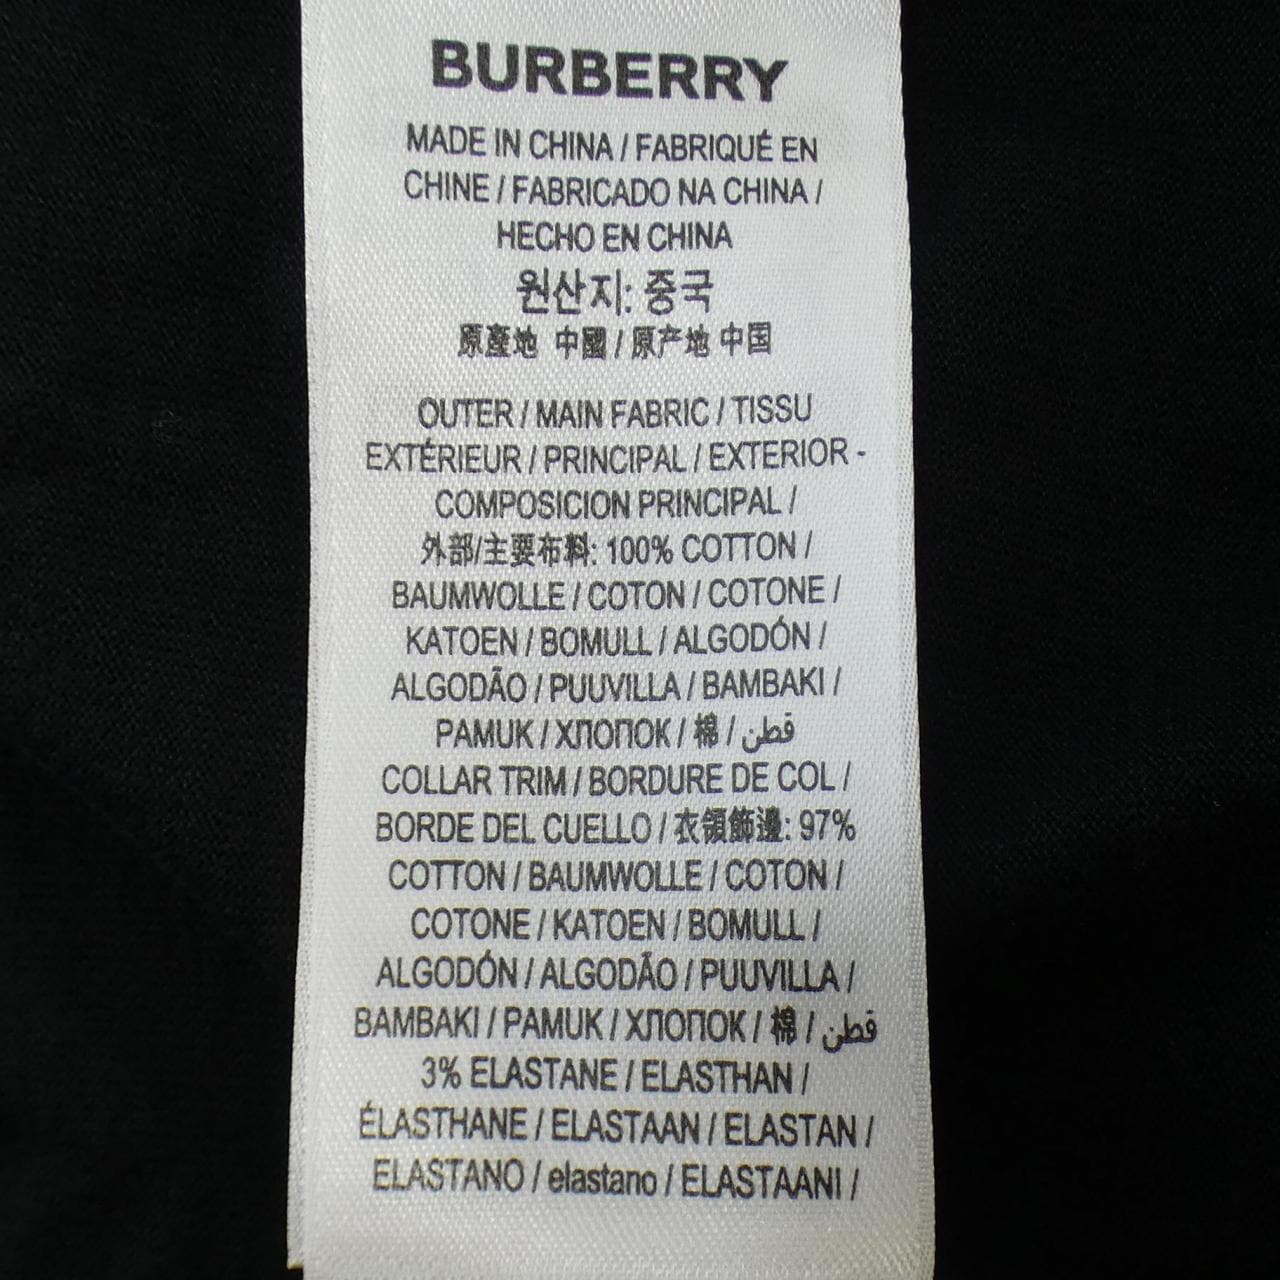 BURBERRY
MADE IN CHINA / FABRIQUÉ EN
CHINE / FABRICADO NA CHINA /
HECHO EN CHINA
원산지: 중국
原產地 中國 / 原产地 中国
OUTER / MAIN FABRIC / TISSU
EXTÉRIEUR / PRINCIPAL / EXTERIOR -
COMPOSICION PRINCIPAL /
外部/主要布料: 100% COTTON /
BAUMWOLLE / COTON / COTONE /
KATOEN / BOMULL / ALGODÓN /
ALGODÃO / PUUVILLA / BAMBAKI /
PAMUK / ХЛОПОК / 棉 / قطن
COLLAR TRIM / BORDURE DE COL /
BORDE DEL CUELLO / 衣領飾邊: 97%
COTTON / BAUMWOLLE / COTON /
COTONE / KATOEN / BOMULL /
ALGODÓN / ALGODÃO / PUUVILLA /
BAMBAKI / PAMUK / ХЛОПОК / 棉 / قطن
3% ELASTANE / ELASTHAN /
ÉLASTHANE / ELASTAAN / ELASTAN /
ELASTANO / elastano / ELASTAANI /